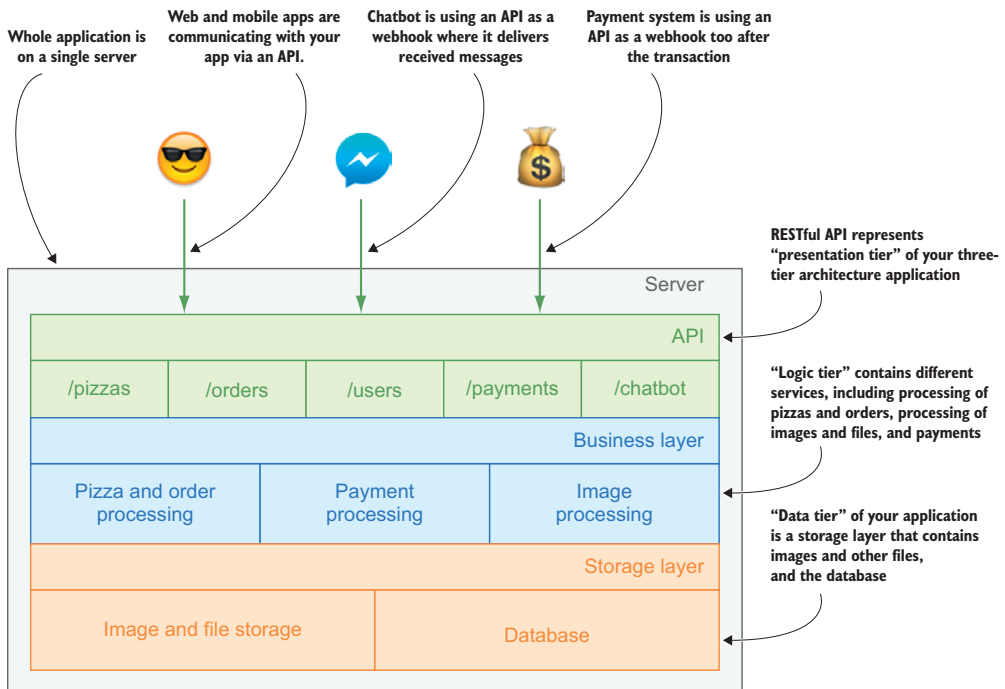 Whole application is
on a single server
Web and mobile apps are
communicating with your
app via an API.
Chatbot is using an API as a
webhook where it delivers
received messages
Payment system is using an
API as a webhook too after
the transaction
$
RESTful API represents
“presentation tier” of your three-
tier architecture application
Server
API
/pizzas
/orders
/users
/payments
/chatbot
“Logic tier” contains different
services, including processing of
pizzas and orders, processing of
images and files, and payments
Business layer
Pizza and order
processing
Payment
processing
Image
processing
“Data tier” of your application
is a storage layer that contains
images and other files,
and the database
Storage layer
Image and file storage
Database